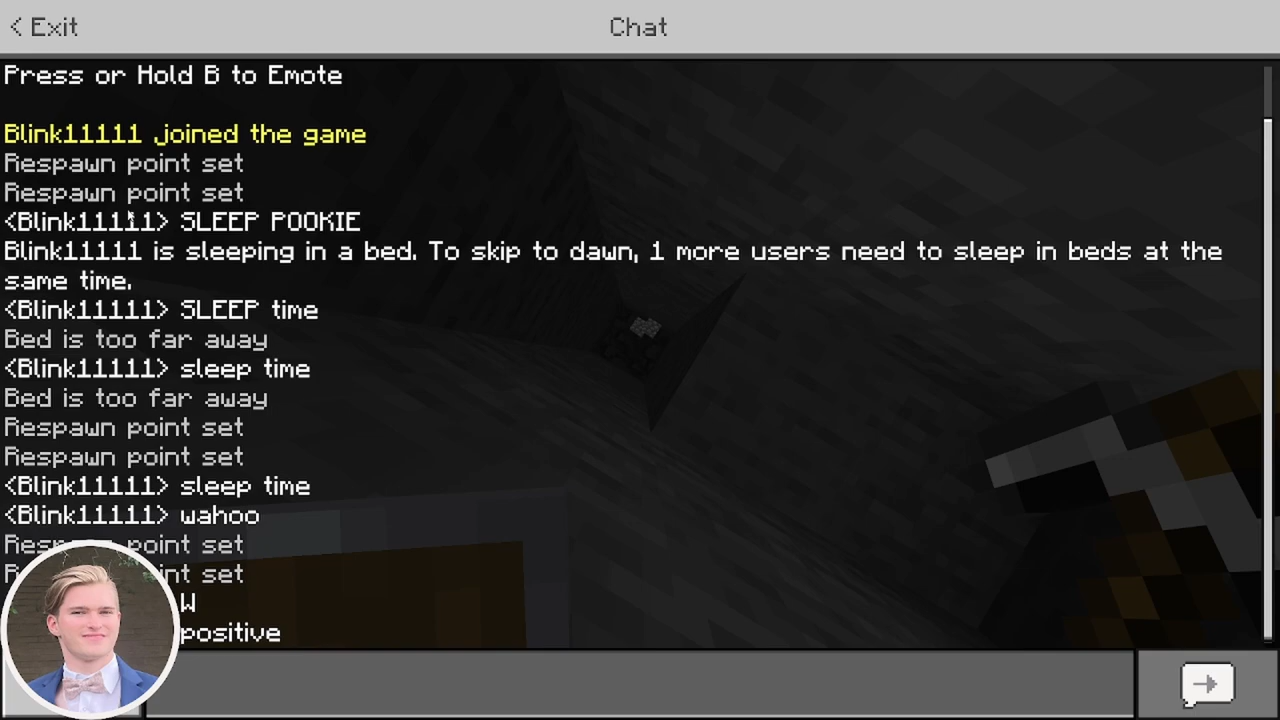 < Exit
Chat
Press or Hold B to Emote
Blink11111 joined the game
Respawn point set
Respawn point set
<Blink11111> SLEEP POOKIE
Blink11111 is sleeping in a bed. To skip to dawn, 1 more users need to sleep in beds at the
same time.
<Blink11111> SLEEP time
Bed is too far away
<Blink11111> sleep time
Bed is too far away
Respawn point set
Respawn point set
<Blink11111> sleep time
<Blink11111> wahoo
point set
set
W
positive